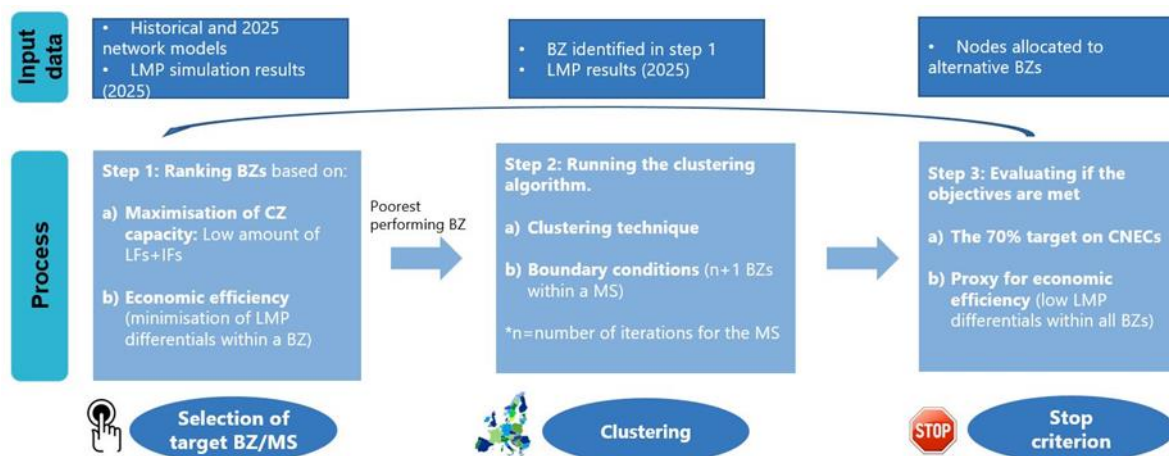 Input
data
• Historical and 2025
network models
• LMP simulation results
(2025)
• BZ identified in step 1
• LMP results (2025)
• Nodes allocated to
alternative BZs
Process
Step 1: Ranking BZs based on:
a) Maximisation of CZ
capacity: Low amount of
LFs+IFs
b) Economic efficiency
(minimisation of LMP
differentials within a BZ)
Poorest
performing BZ
Step 2: Running the clustering
algorithm.
a) Clustering technique
b) Boundary conditions (n+1 BZs
within a MS)
*n=number of iterations for the MS
Step 3: Evaluating if the
objectives are met
a) The 70% target on CNECs
b) Proxy for economic
efficiency (low LMP
differentials within all BZs)
Selection of
target BZ/MS
Clustering
STOP
Stop
criterion